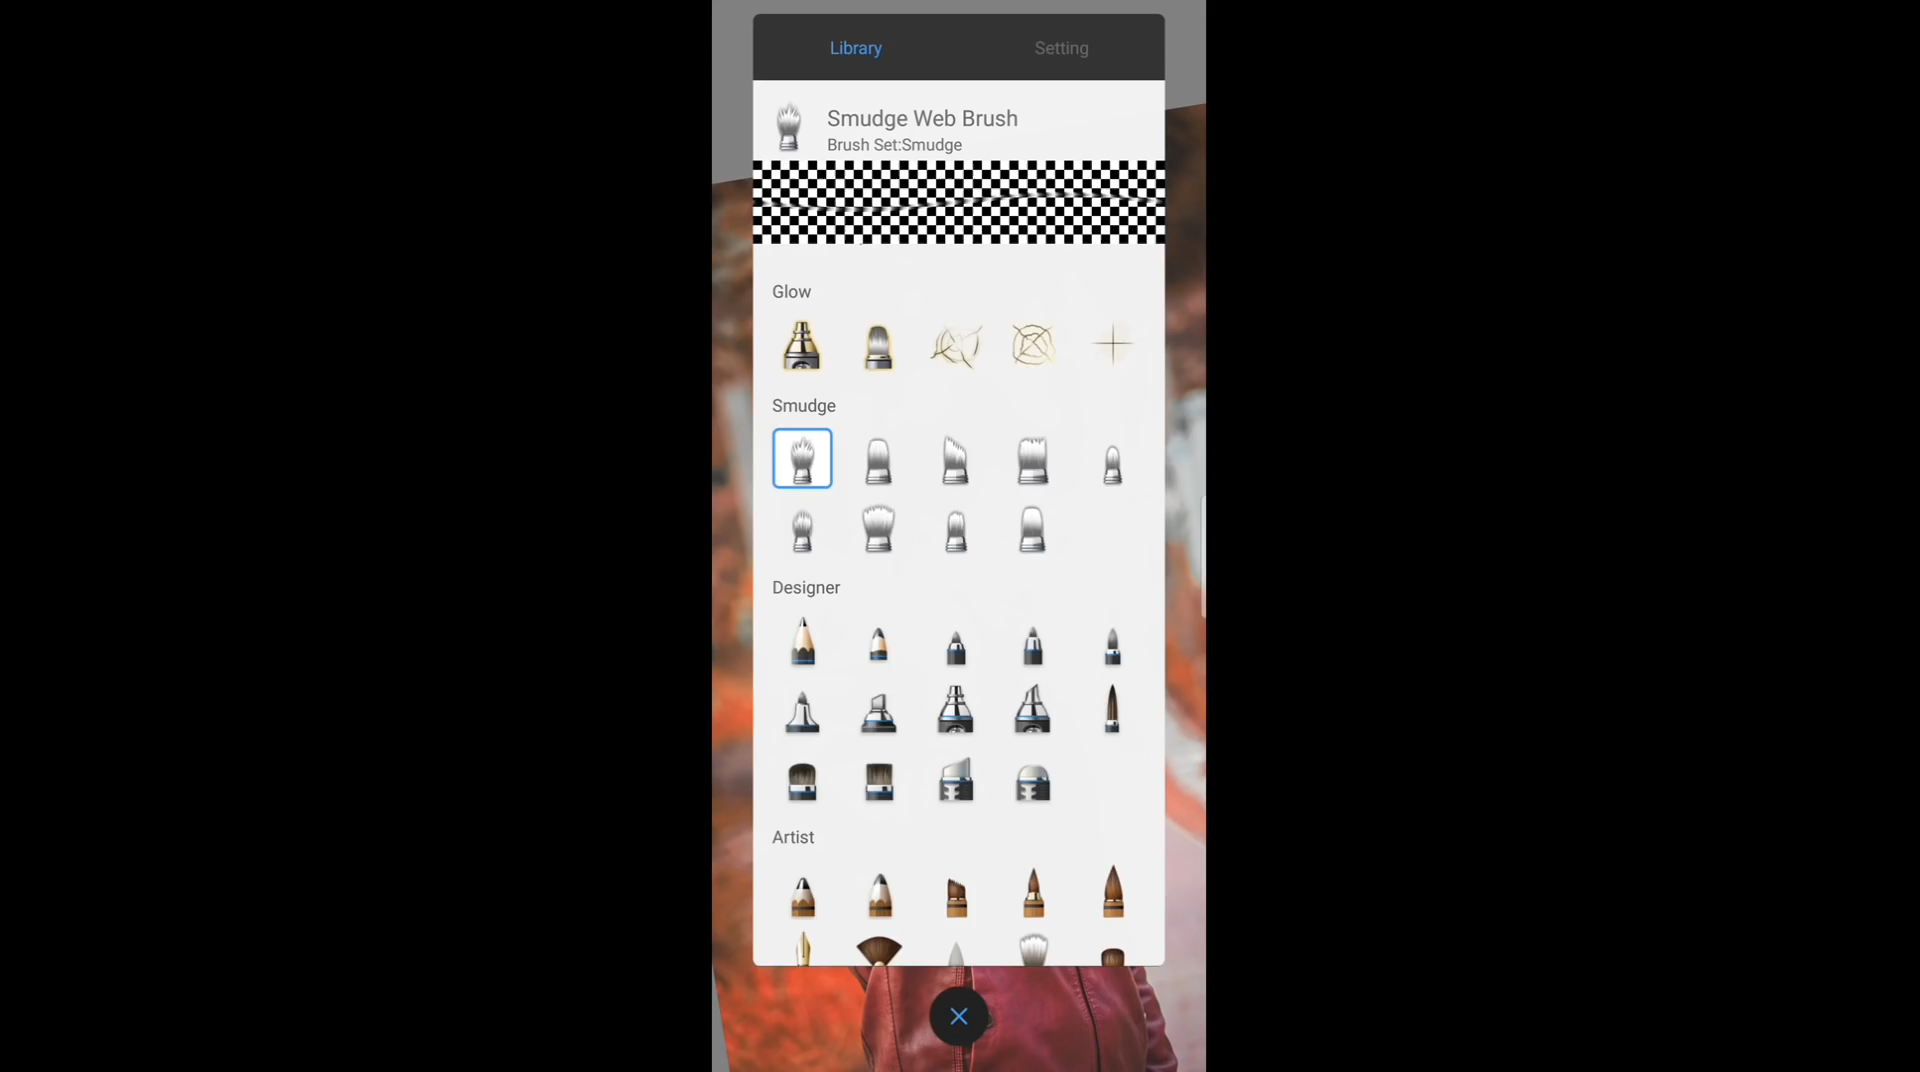 Library
Setting
Smudge Web Brush
Brush Set:Smudge
Glow
Smudge
Designer
Artist